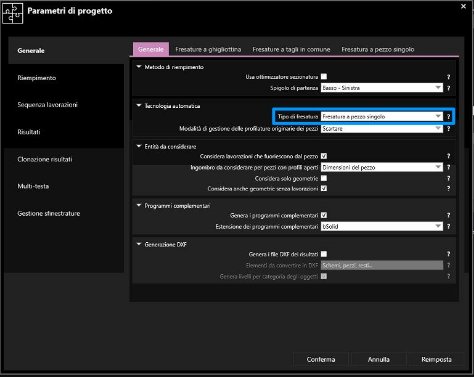 Parametri di progetto
Generale
Riempimento
Sequenza lavorazioni
Risultati
Clonazione risultati
Multi-testa
Gestione sfinestrature
Generale Fresature a ghigliottina Fresature a tagli in comune Fresatura a pezzo singolo
Metodo di riempimento
Usa ottimizzatore sezionatura ?
Spigolo di partenza Basso - Sinistra ?
Tecnologia automatica
Tipo di fresatura Fresature a pezzo singolo ?
Modalità di gestione delle profilature originarie dei pezzi Scartare ?
Entità da considerare
Considera lavorazioni che fuoriescono dal pezzo ?
Ingombro da considerare per pezzi con profili aperti Dimensioni del pezzo ?
Considera solo geometrie ?
Considera anche geometrie senza lavorazioni ?
Programmi complementari
Genera i programmi complementari ?
Estensione dei programmi complementari bSolid ?
Generazione DXF
Genera i file DXF dei risultati ?
Elementi da convertire in DXF Schemi, pezzi, resti... ?
Genera livelli per categoria degli oggetti ?
Conferma Annulla Reimposta